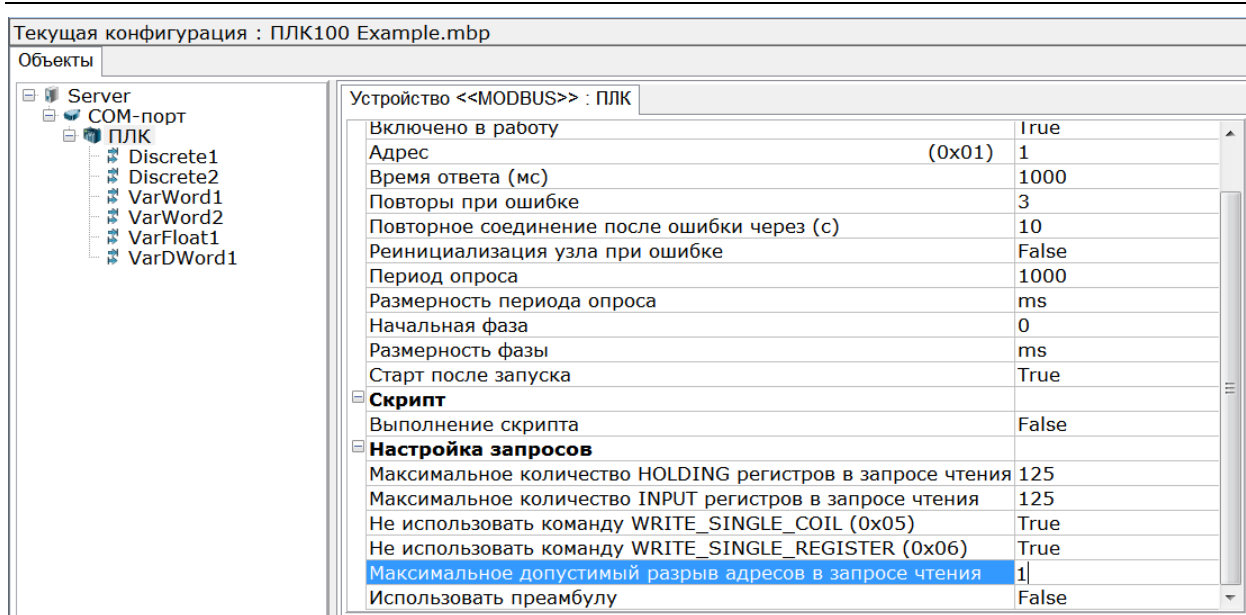 Текущая конфигурация : ПЛК100 Example.mbp
Объекты
Server
COM-порт
ПЛК
Discrete1
Discrete2
VarWord1
VarWord2
VarFloat1
VarDWord1
Устройство <<MODBUS>> : ПЛК
Включено в работу True
Адрес (0x01) 1
Время ответа (мс) 1000
Повторы при ошибке 3
Повторное соединение после ошибки через (с) 10
Реинициализация узла при ошибке False
Период опроса 1000
Размерность периода опроса ms
Начальная фаза 0
Размерность фазы ms
Старт после запуска True
Скрипт
Выполнение скрипта False
Настройка запросов
Максимальное количество HOLDING регистров в запросе чтения 125
Максимальное количество INPUT регистров в запросе чтения 125
Не использовать команду WRITE_SINGLE_COIL (0x05) True
Не использовать команду WRITE_SINGLE_REGISTER (0x06) True
Максимальное допустимый разрыв адресов в запросе чтения 1
Использовать преамбулу False